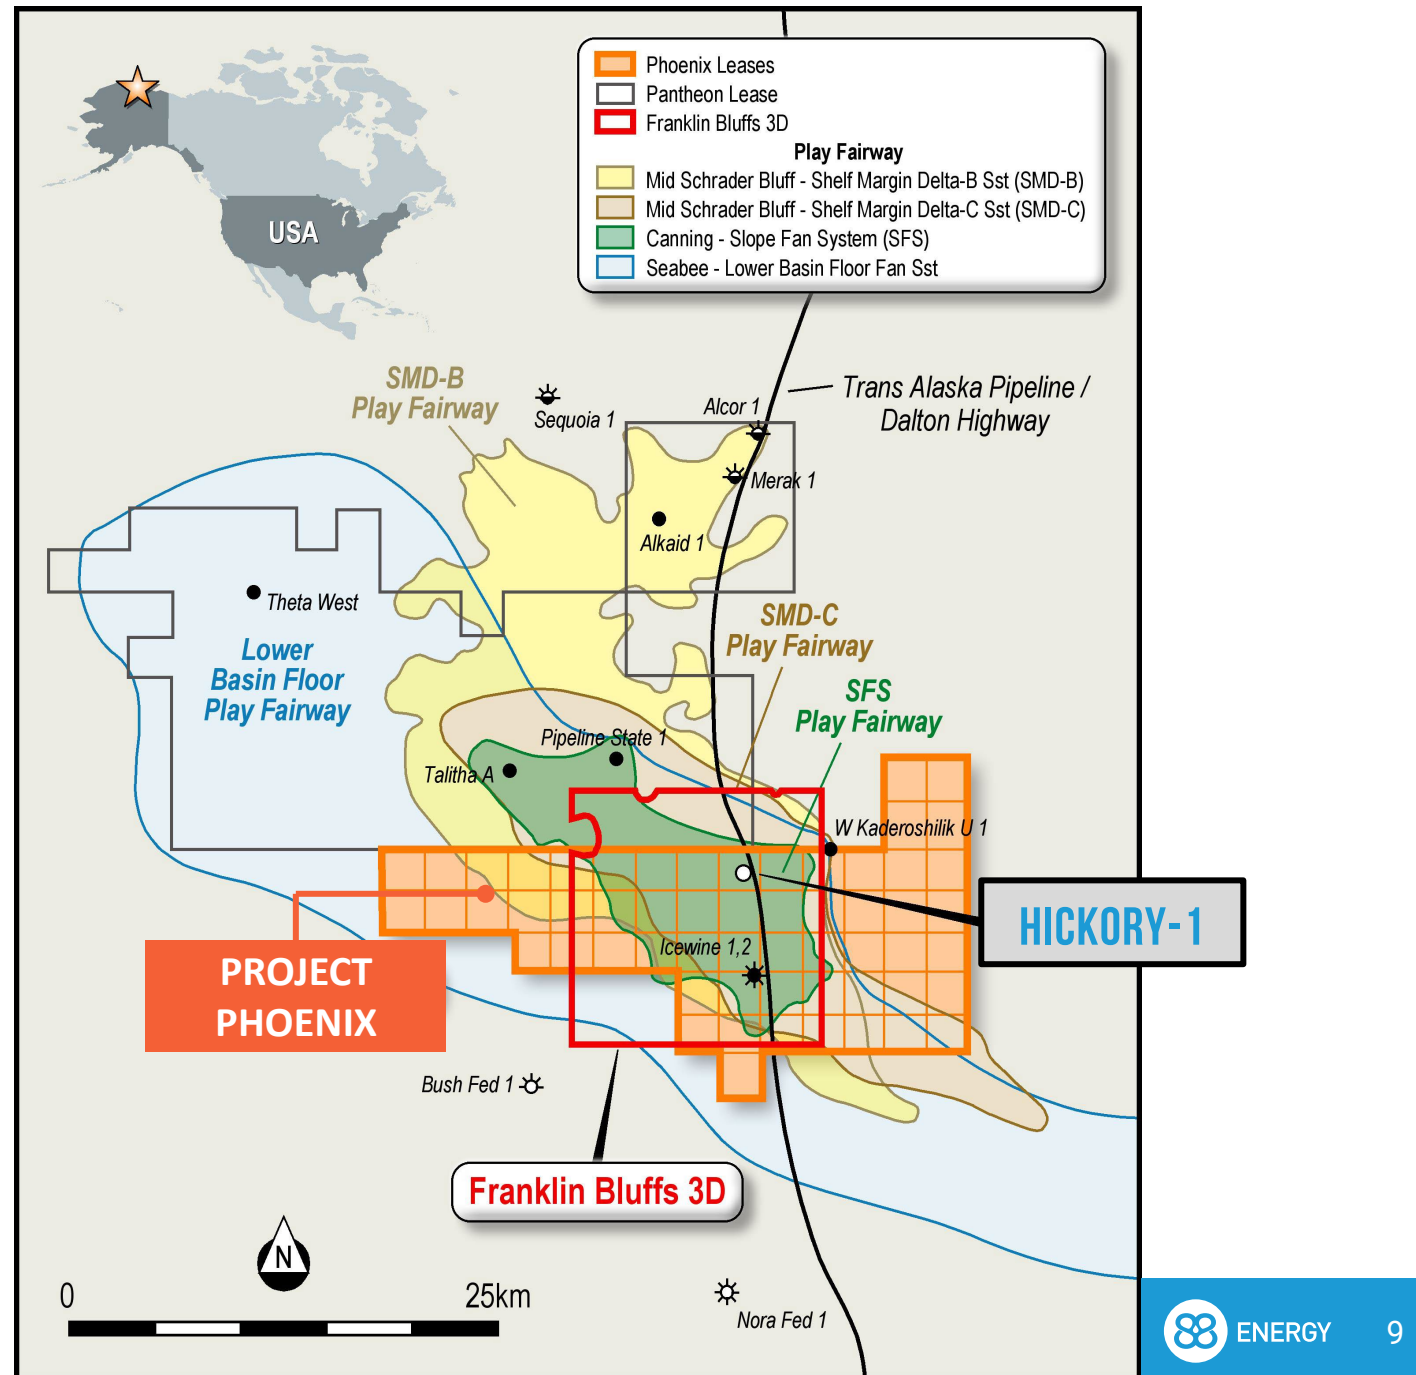 Phoenix Leases
Pantheon Lease
Franklin Bluffs 3D
Play Fairway
Mid Schrader Bluff - Shelf Margin Delta-B Sst (SMD-B)
Mid Schrader Bluff - Shelf Margin Delta-C Sst (SMD-C)
Canning - Slope Fan System (SFS)
Seabee - Lower Basin Floor Fan Sst
USA
SMD-B
Play Fairway
Sequoia 1
Alcor 1
Trans Alaska Pipeline /
Dalton Highway
Merak 1
Alkaid 1
Theta West
SMD-C
Play Fairway
Lower
Basin Floor
Play Fairway
SFS
Play Fairway
Pipeline State 1
Talitha A
W Kaderoshilik U 1
HICKORY-1
Icewine 1,2
PROJECT
PHOENIX
Bush Fed 1
Franklin Bluffs 3D
N
0
25km
Nora Fed 1
88 ENERGY
9